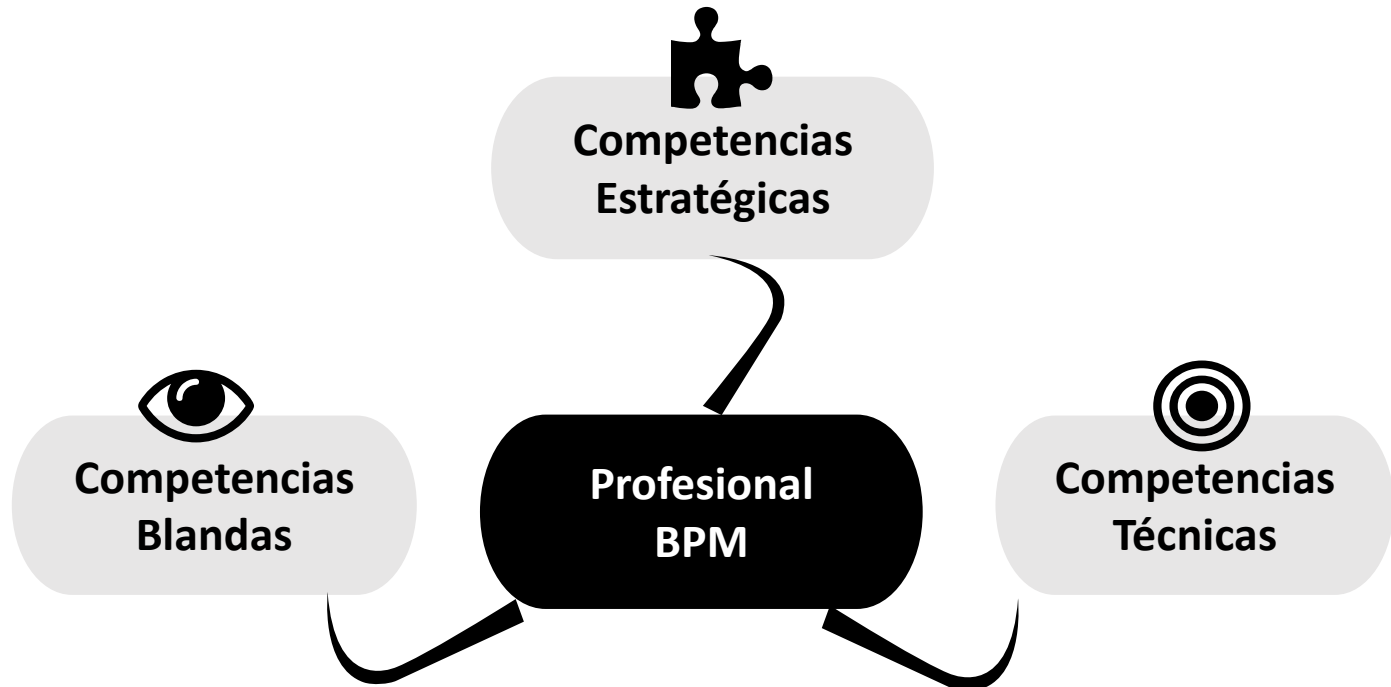 Competencias
Estratégicas
Competencias
Blandas
Profesional
BPM
Competencias
Técnicas